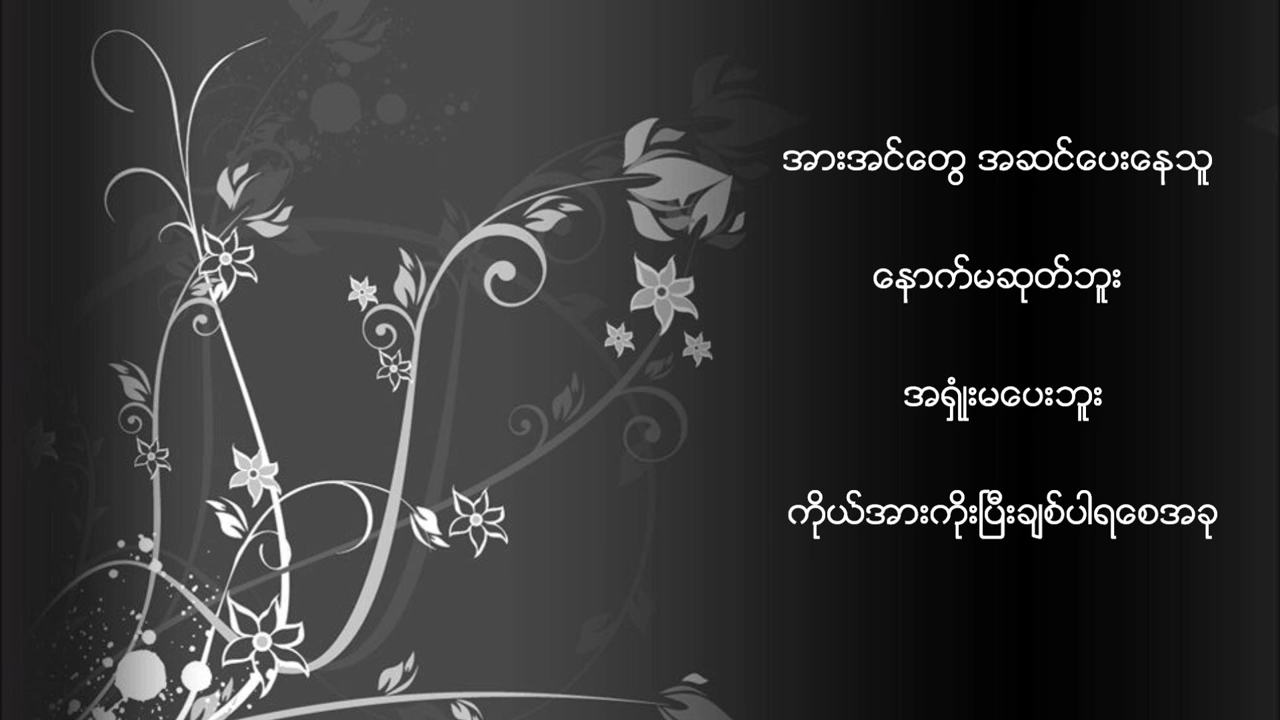 အားအင်တွေ အဆင်ပေးနေသူ
နောက်မဆုတ်ဘူး
အရှုံးမပေးဘူး
ကိုယ်အားကိုးပြီးချစ်ပါရစေအခု